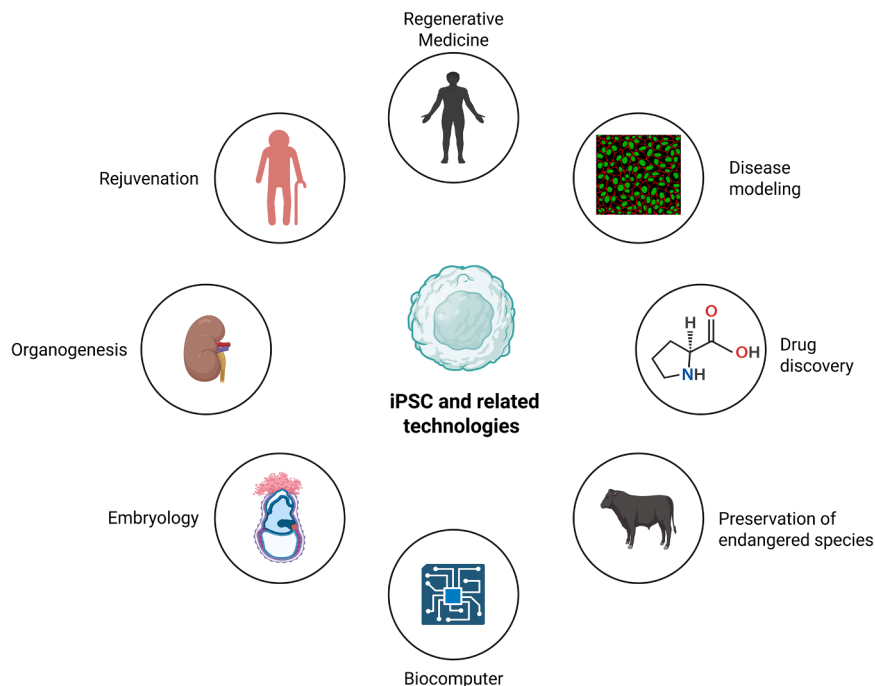 Regenerative
Medicine
Rejuvenation
Disease
modeling
Organogenesis
O
H
OH
NH
Drug
discovery
iPSC and related
technologies
Embryology
Preservation of
endangered species
Biocomputer